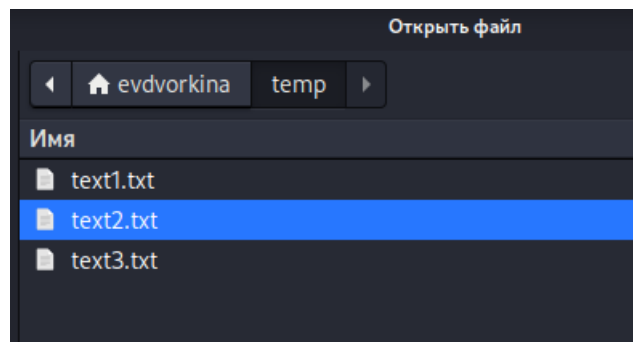 Открыть файл
evdvorkina temp
Имя
text1.txt
text2.txt
text3.txt